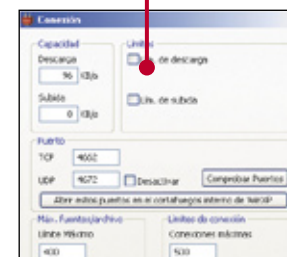 Conexión
Capacidad
Límites
Descarga
de descarga
96 KB/s
Lím. de subida
Subida
0 KB/s
Puerto
TCP 4662
UDP 4672 Desactivar Comprobar Puertos
Abrir estos puertos en el cortafuegos interno de WinXP
Máx. Fuentes/archivo
Límites de conexión
Límite Máximo
Conexiones máximas
400
500